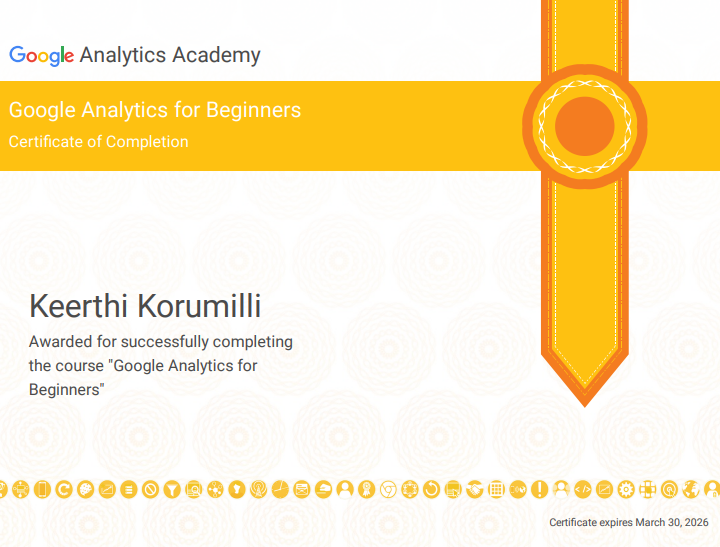 Google Analytics Academy
Google Analytics for Beginners
Certificate of Completion
Keerthi Korumilli
Awarded for successfully completing
the course "Google Analytics for
Beginners"
Certificate expires March 30, 2026